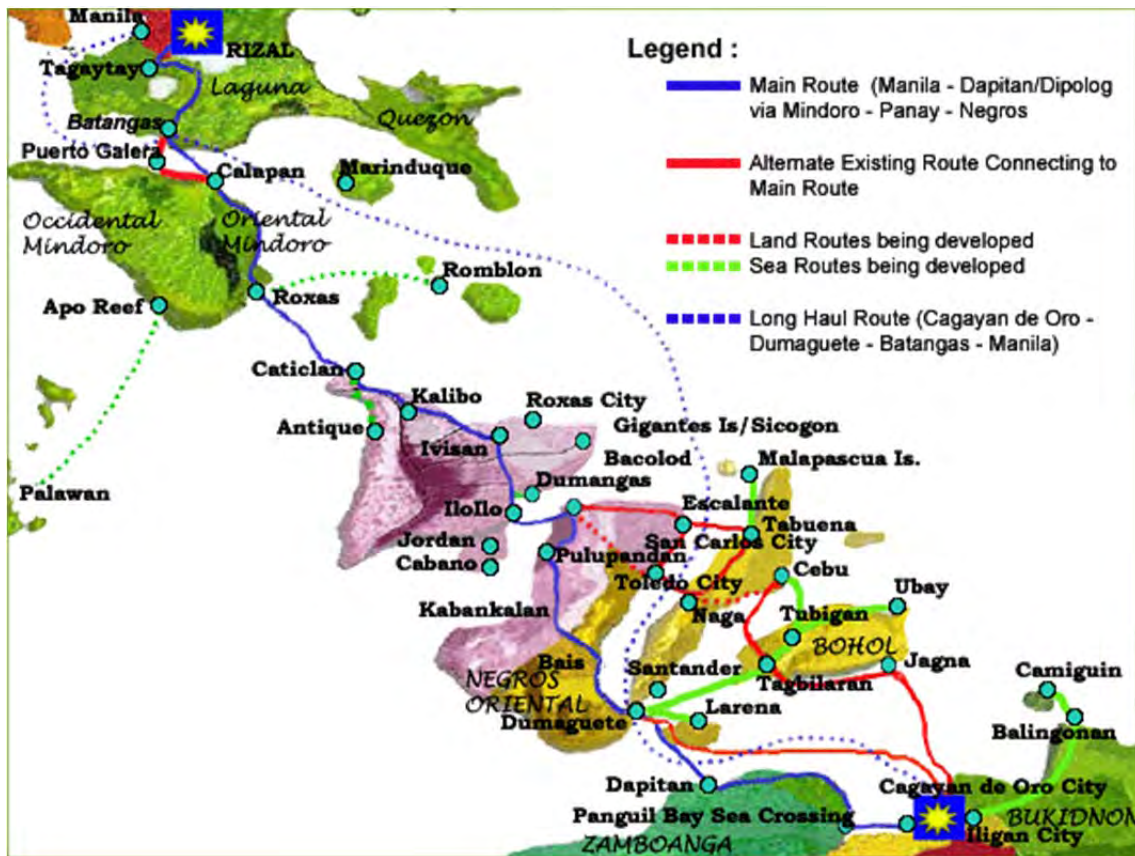 Manila
RIZAL
Tagaytay
Laguna
Batangas
Quezon
Puerto Galera
Calapan
Marinduque
Occidental
Mindoro
Oriental
Mindoro
Romblon
Apo Reef
Roxas
Caticlan
Kalibo
Roxas City
Antique
Ivisan
Gigantes Is/Sicogon
Bacolod
Malapascua Is.
Palawan
Dumangas
Escalante
IloIlo
Tabuena
San Carlos City
Jordan
Pulupandan
Cabano
Toledo City
Cebu
Ubay
Kabankalan
Naga
Tubigan
BOHOL
Bais
Santander
Jagna
NEGROS
ORIENTAL
Tagbilaran
Camiguin
Dumaguete
Larena
Balingonan
Dapitan
Cagayan de Oro City
Panguil Bay Sea Crossing
BUKIDNON
ZAMBOANGA
Iligan City
Legend :
Main Route (Manila - Dapitan/Dipolog
via Mindoro - Panay - Negros
Alternate Existing Route Connecting to
Main Route
Land Routes being developed
Sea Routes being developed
Long Haul Route (Cagayan de Oro -
Dumaguete - Batangas - Manila)